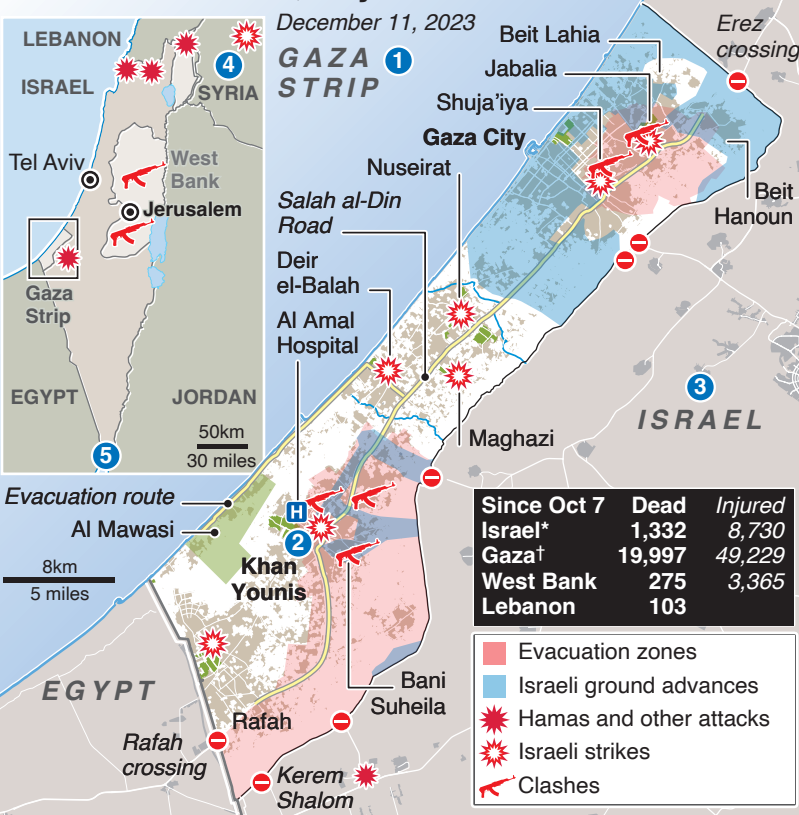 December 11, 2023
GAZA
STRIP
1
LEBANON
ISRAEL
4
SYRIA
Tel Aviv
West
Bank
Jerusalem
Gaza
Strip
EGYPT
JORDAN
50km
30 miles
5
Beit Lahia
Jabalia
Shuja'iya
Gaza City
Nuseirat
Salah al-Din
Road
Deir
el-Balah
Al Amal
Hospital
Erez
crossing
Beit
Hanoun
3
ISRAEL
Maghazi
Evacuation route
Al Mawasi
H
2
Khan
Younis
8km
5 miles
EGYPT
Rafah
Rafah
crossing
Kerem
Shalom
Bani
Suheila
Since Oct 7 Dead Injured
Israel* 1,332 8,730
Gaza† 19,997 49,229
West Bank 275 3,365
Lebanon 103
Evacuation zones
Israeli ground advances
Hamas and other attacks
Israeli strikes
Clashes